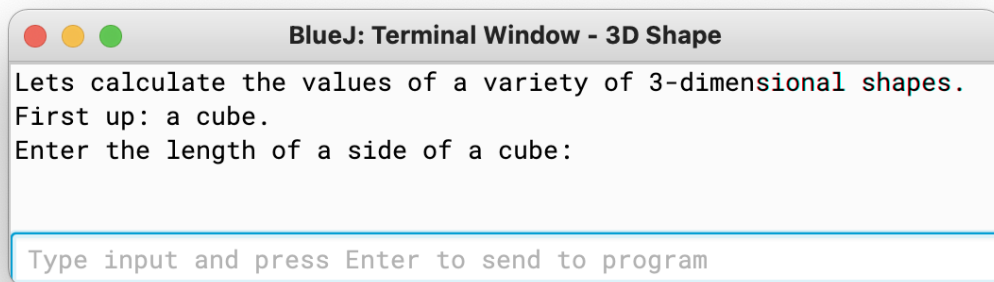 BlueJ: Terminal Window - 3D Shape
Lets calculate the values of a variety of 3-dimensional shapes.
First up: a cube.
Enter the length of a side of a cube:
Type input and press Enter to send to program